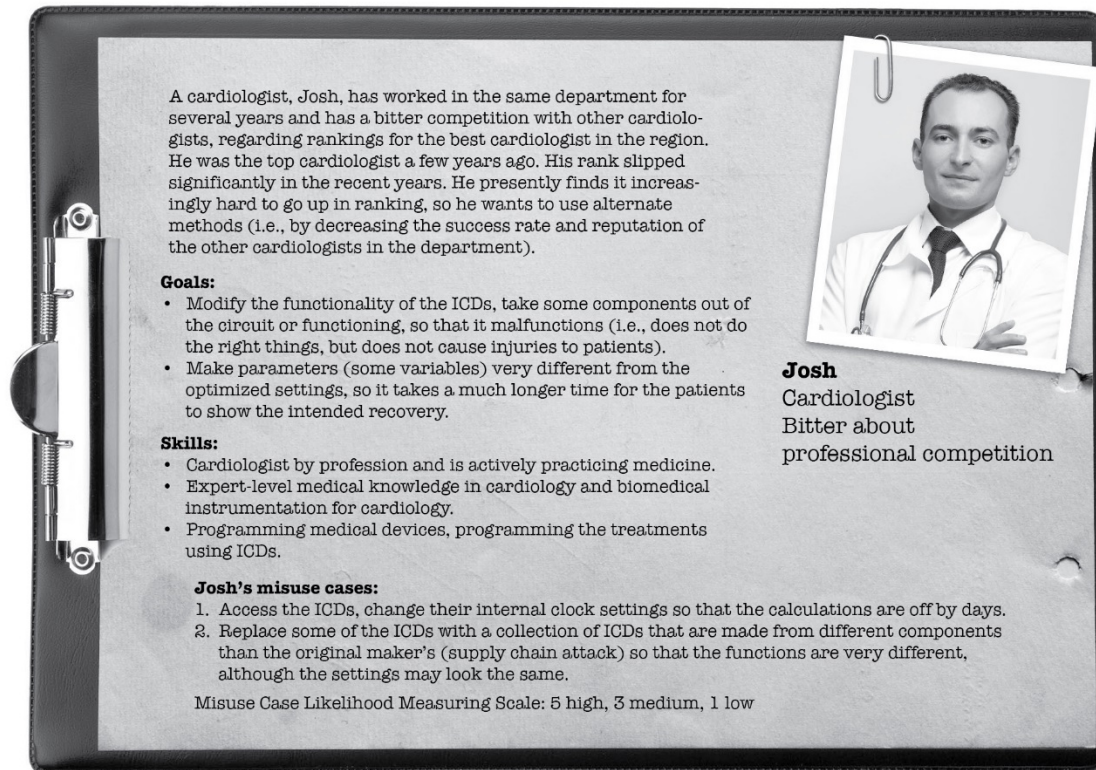 A cardiologist, Josh, has worked in the same department for
several years and has a bitter competition with other cardiolo-
gists, regarding rankings for the best cardiologist in the region.
He was the top cardiologist a few years ago. His rank slipped
significantly in the recent years. He presently finds it increas-
ingly hard to go up in ranking, so he wants to use alternate
methods (i.e., by decreasing the success rate and reputation of
the other cardiologists in the department).
Goals:
• Modify the functionality of the ICDs, take some components out of
the circuit or functioning, so that it malfunctions (i.e., does not do
the right things, but does not cause injuries to patients).
• Make parameters (some variables) very different from the
optimized settings, so it takes a much longer time for the patients
to show the intended recovery.
Skills:
• Cardiologist by profession and is actively practicing medicine.
• Expert-level medical knowledge in cardiology and biomedical
instrumentation for cardiology.
• Programming medical devices, programming the treatments
using ICDs.
Josh's misuse cases:
1. Access the ICDs, change their internal clock settings so that the calculations are off by days.
2. Replace some of the ICDs with a collection of ICDs that are made from different components
than the original maker's (supply chain attack) so that the functions are very different,
although the settings may look the same.
Misuse Case Likelihood Measuring Scale: 5 high, 3 medium, 1 low
Josh
Cardiologist
Bitter about
professional competition